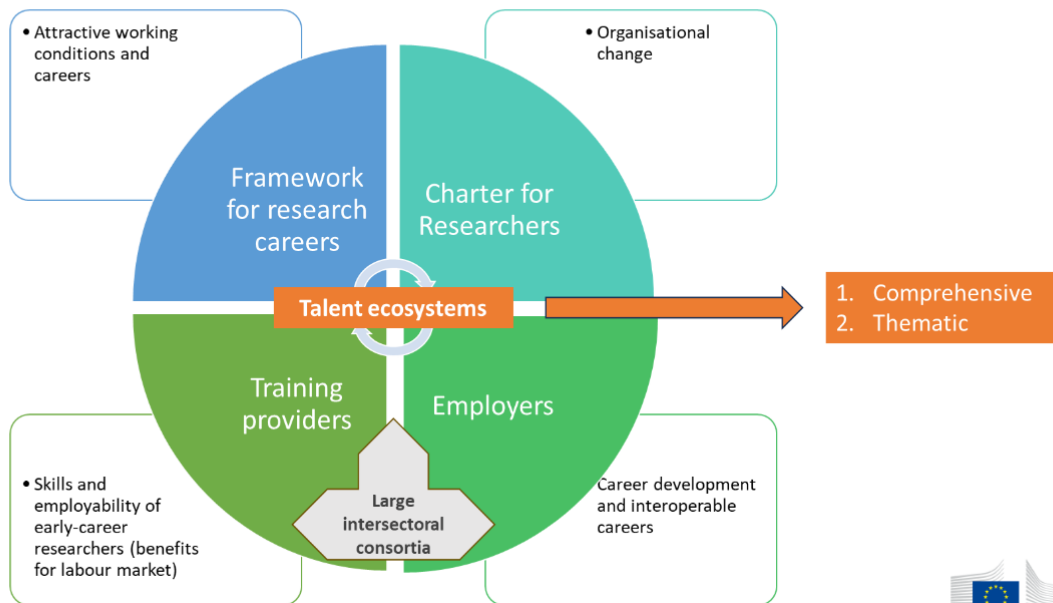 • Attractive working
conditions and
careers
• Organisational
change
Framework
for research
careers
Charter for
Researchers
Talent ecosystems
1. Comprehensive
2. Thematic
Training
providers
Employers
Large
intersectoral
consortia
• Skills and
employability of
early-career
researchers (benefits
for labour market)
Career development
and interoperable
careers